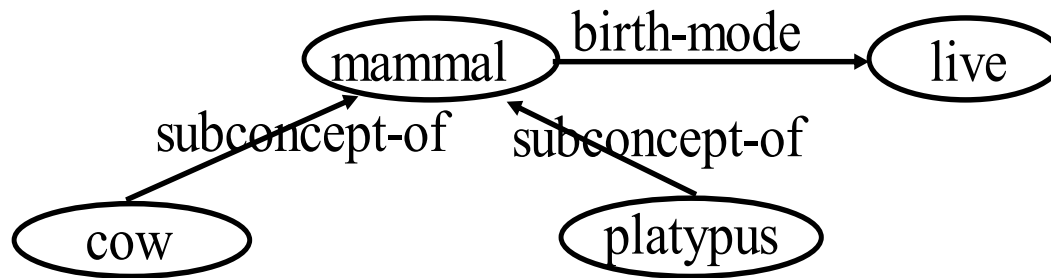 birth-mode
mammal
live
subconcept-of
subconcept-of
cow
platypus